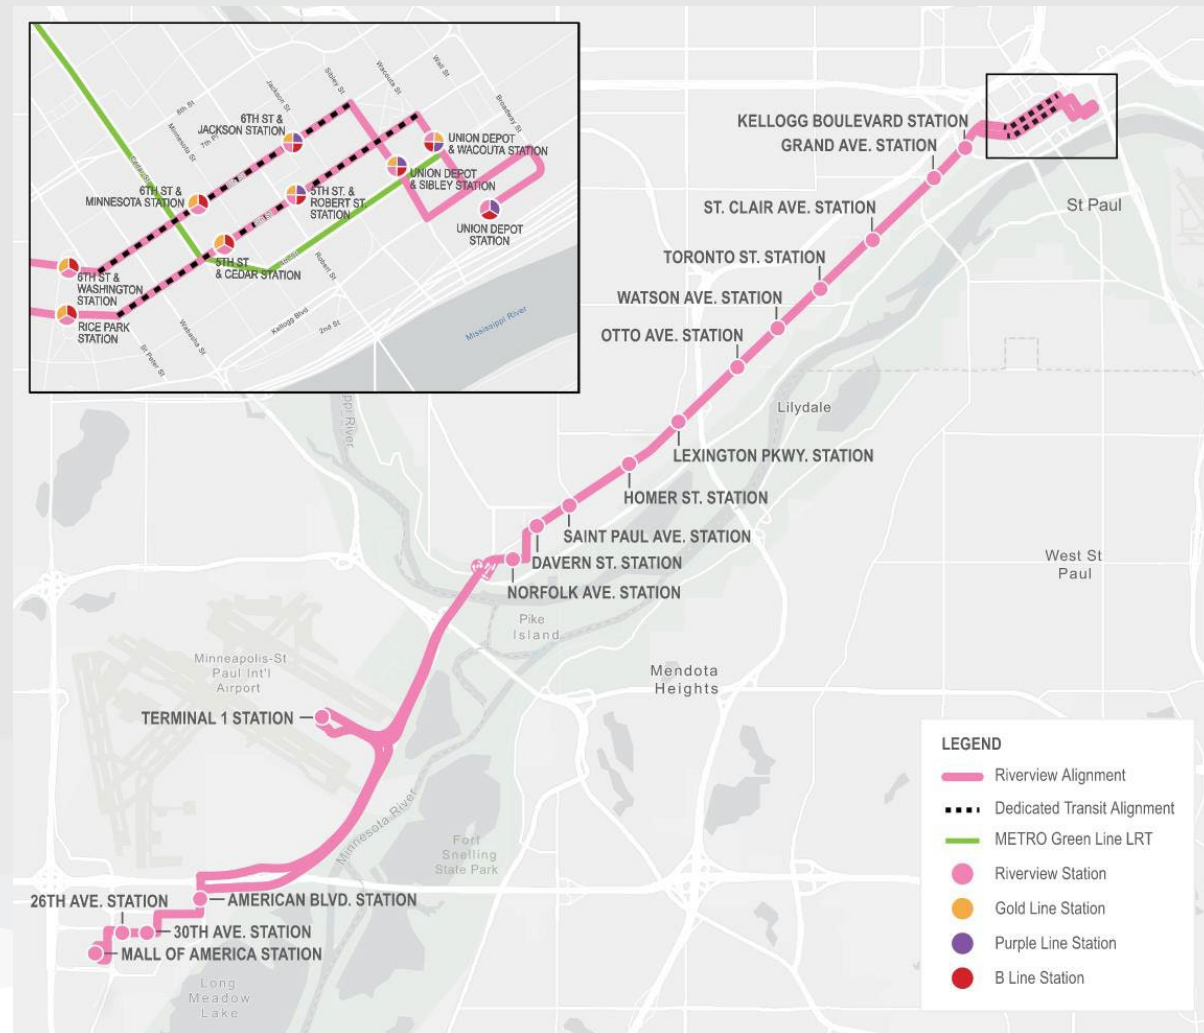 8th St
Minnesota St
7th Pl
Jackson St
Sibley St
Wacouta St
Wall St
Broadway St
6TH ST &
JACKSON STATION
UNION DEPOT
& WACOUTA STATION
UNION DEPOT
& SIBLEY STATION
6TH ST &
MINNESOTA STATION
5TH ST. &
ROBERT ST.
STATION
UNION DEPOT
STATION
5TH ST
& CEDAR STATION
6TH ST &
WASHINGTON
STATION
RICE PARK
STATION
Robert St
Kellogg Blvd
2nd St
Wabasha St
St Peter St
Mississippi River
KELLOGG BOULEVARD STATION
GRAND AVE. STATION
St Paul
ST. CLAIR AVE. STATION
TORONTO ST. STATION
WATSON AVE. STATION
OTTO AVE. STATION
Lilydale
ppi River
LEXINGTON PKWY. STATION
HOMER ST. STATION
SAINT PAUL AVE. STATION
DAVERN ST. STATION
NORFOLK AVE. STATION
West St
Paul
Pike
Island
Minneapolis-St
Paul Int'l
Airport
Mendota
Heights
TERMINAL 1 STATION
Minnesota River
Fort
Snelling
State Park
26TH AVE. STATION
AMERICAN BLVD. STATION
30TH AVE. STATION
MALL OF AMERICA STATION
Long
Meadow
Lake
LEGEND
Riverview Alignment
Dedicated Transit Alignment
METRO Green Line LRT
Riverview Station
Gold Line Station
Purple Line Station
B Line Station